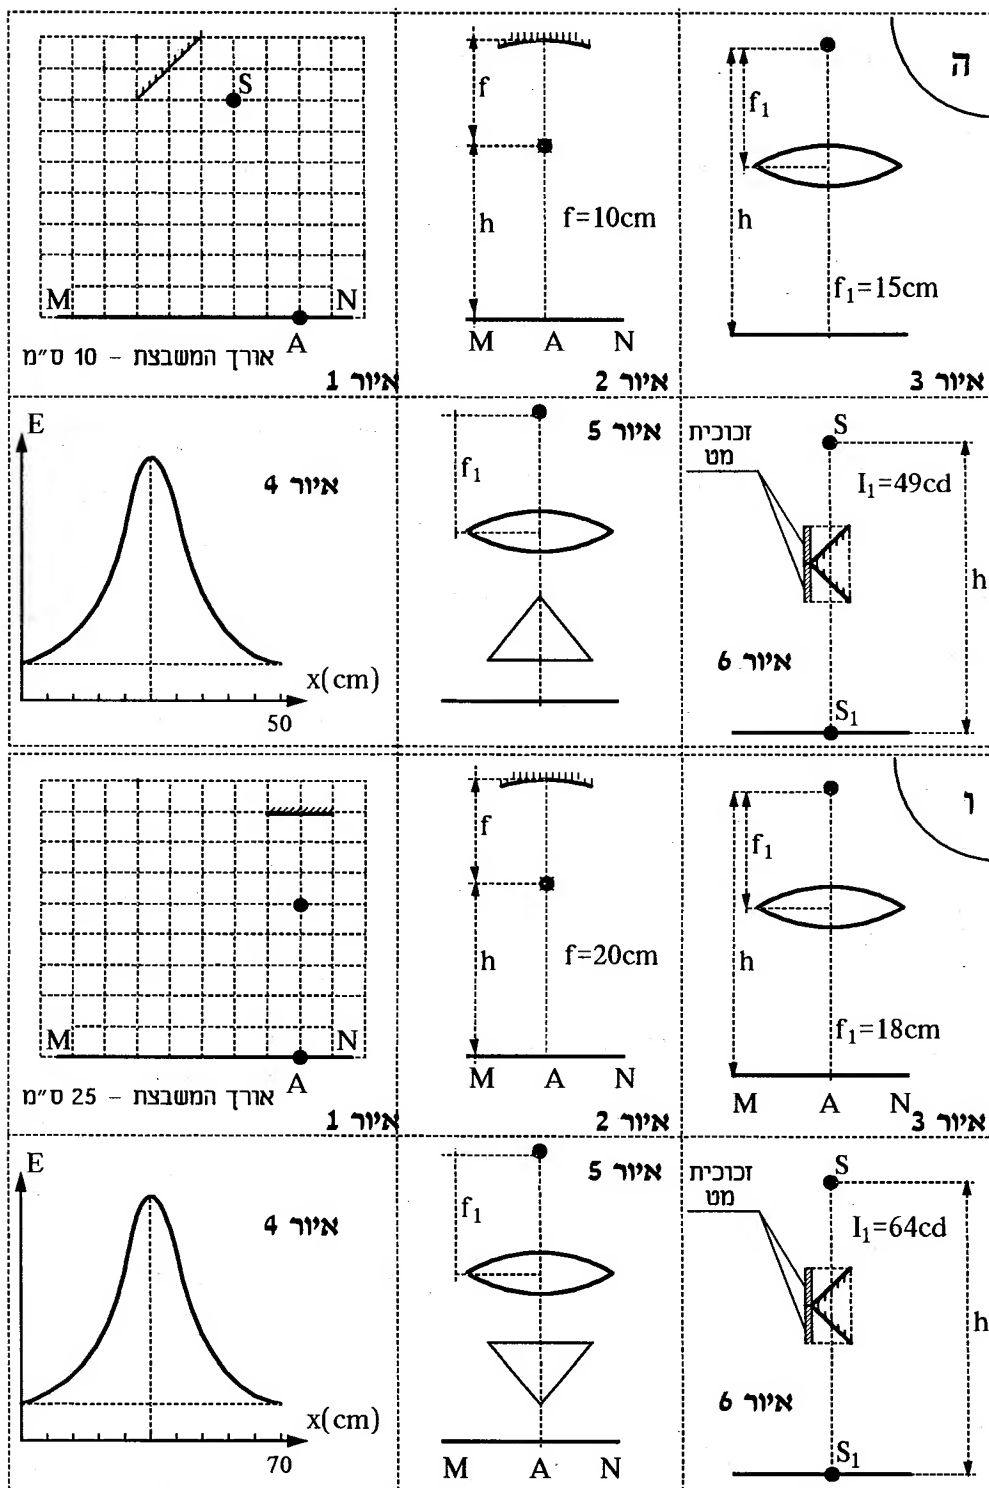 S
M
N
A
אורך המשבצת – 10 ס״מ
איור 1
f
h
f=10cm
M A N
איור 2
ה
f₁
h
f₁=15cm
איור 3
E
איור 4
x(cm)
50
איור 5
f₁
זכוכית
מט
S
I₁=49cd
h
איור 6
S₁
M
N
A
אורך המשבצת – 25 ס״מ
איור 1
f
h
f=20cm
M A N
איור 2
ו
f₁
h
f₁=18cm
M A N
איור 3
E
איור 4
x(cm)
70
איור 5
f₁
M A N
זכוכית
מט
S
I₁=64cd
h
איור 6
S₁